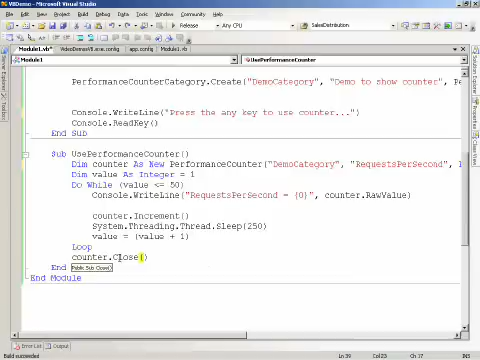 VBDemo - Microsoft Visual Studio
File Edit View Project Build Debug Data Tools Window Community Help
Any CPU SalesDistribution
Module1.vb* app.config Module1.vb
Module1 UsePerformanceCounter
PerformanceCounterCategory.Create("DemoCategory", "Demo to show counter", Pe
Console.WriteLine("Press the any key to use counter...")
Console.ReadKey()
End Sub
Sub UsePerformanceCounter()
Dim counter As New PerformanceCounter("DemoCategory", "RequestsPerSecond",
Dim value As Integer = 1
Do While (value <= 50)
Console.WriteLine("RequestsPerSecond = {0}", counter.RawValue)
counter.Increment()
System.Threading.Thread.Sleep(250)
value = (value + 1)
Loop
counter.Close()
End
Public Sub Close()
End Module
Error List Output
Build succeeded Ln 39 Col 23 Ch 17 INS